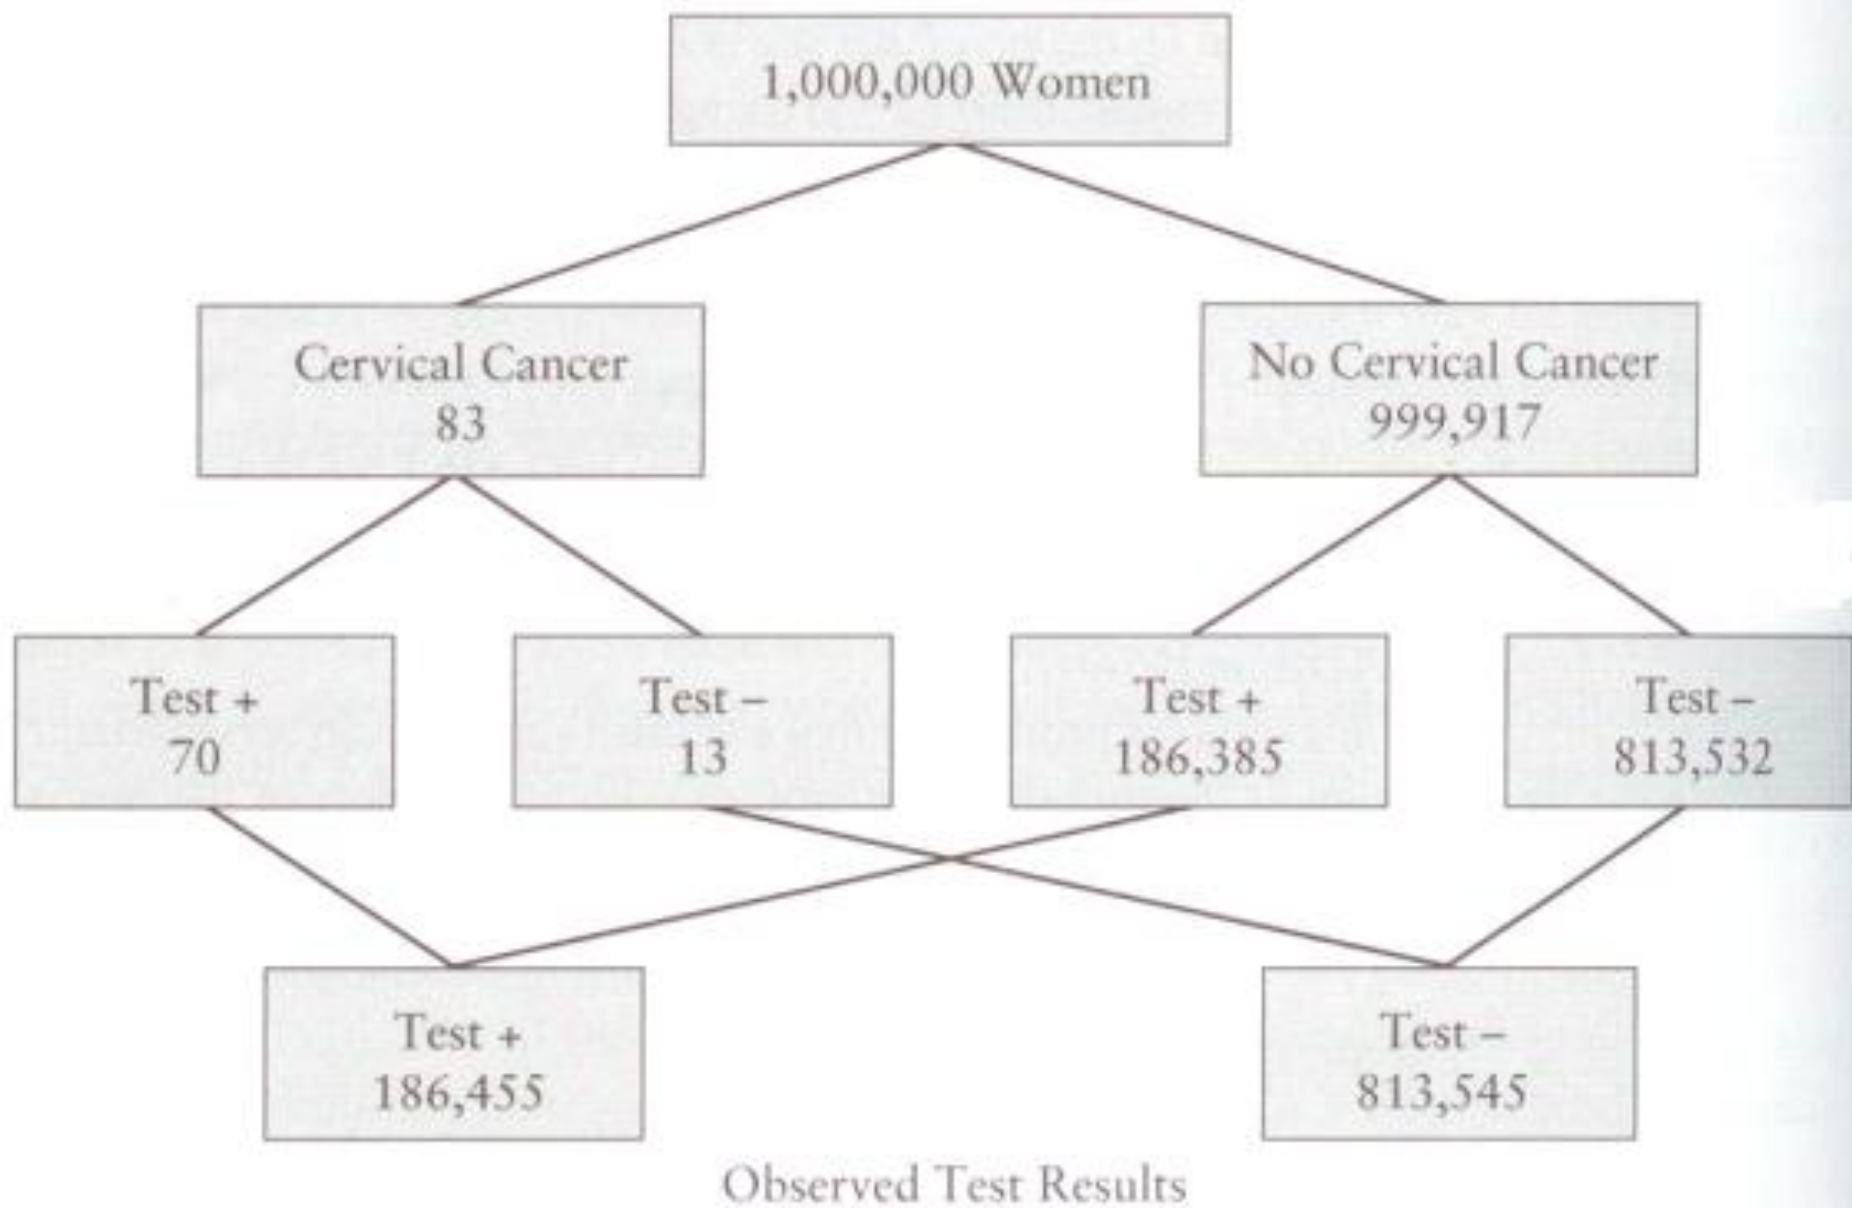 1,000,000 Women
Cervical Cancer
83
No Cervical Cancer
999,917
Test +
70
Test –
13
Test +
186,385
Test –
813,532
Test +
186,455
Test –
813,545
Observed Test Results